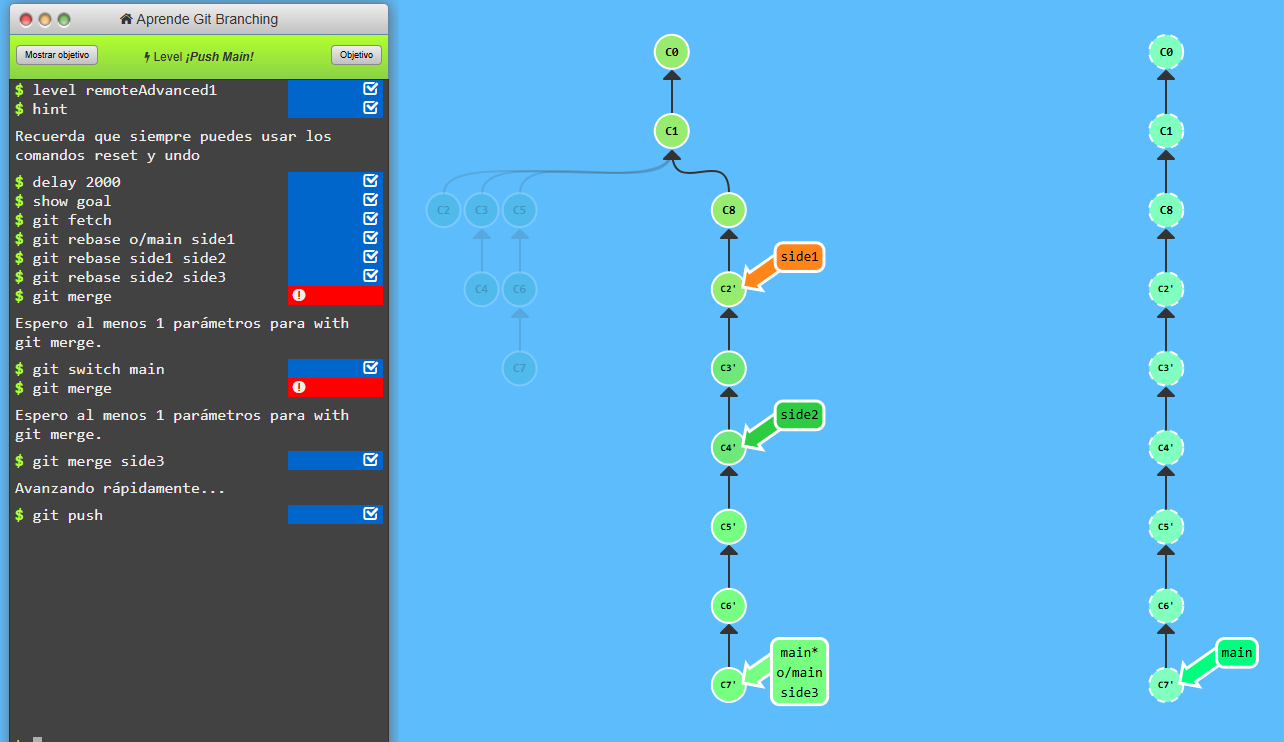 Aprende Git Branching
Mostrar objetivo
Level ¡Push Main!
Objetivo
$ level remoteAdvanced1
$ hint
Recuerda que siempre puedes usar los
comandos reset y undo
$ delay 2000
$ show goal
$ git fetch
$ git rebase o/main side1
$ git rebase side1 side2
$ git rebase side2 side3
$ git merge
Espero al menos 1 parámetros para with
git merge.
$ git switch main
$ git merge
Espero al menos 1 parámetros para with
git merge.
$ git merge side3
Avanzando rápidamente...
$ git push
$
C0
C1
C2
C3
C5
C8
side1
C4
C6
C2'
C7
C3'
side2
C4'
C5'
C6'
main*
o/main
side3
C7'
C0
C1
C8
C2'
C3'
C4'
C5'
C6'
main
C7'